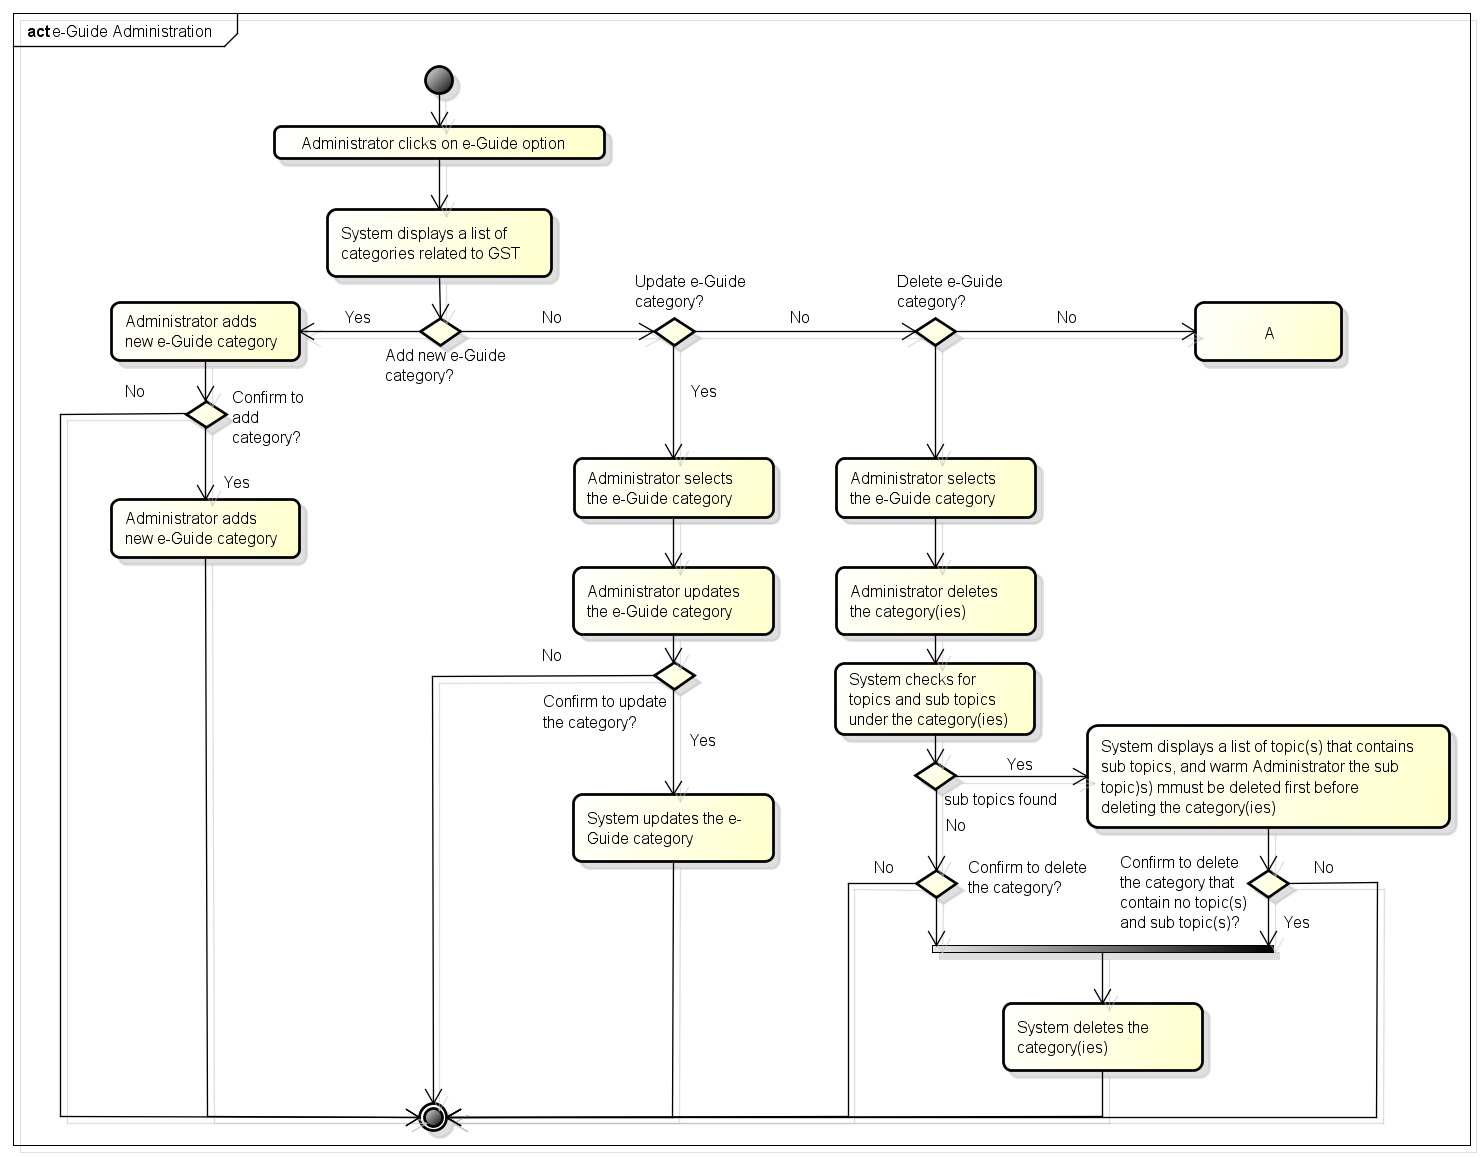 act e-Guide Administration
Administrator clicks on e-Guide option
System displays a list of
categories related to GST
Update e-Guide
category?
Delete e-Guide
category?
Administrator adds
new e-Guide category
Yes
No
No
No
A
Add new e-Guide
category?
No
Confirm to
add
category?
Yes
Yes
Administrator adds
new e-Guide category
Administrator selects
the e-Guide category
Administrator selects
the e-Guide category
Administrator updates
the e-Guide category
Administrator deletes
the category(ies)
No
Confirm to update
the category?
Yes
System checks for
topics and sub topics
under the category(ies)
Yes
sub topics found
No
System displays a list of topic(s) that contains
sub topics, and warm Administrator the sub
topic)s) mmust be deleted first before
deleting the category(ies)
System updates the e-
Guide category
No
Confirm to delete
the category?
Confirm to delete
the category that
contain no topic(s)
and sub topic(s)?
No
Yes
System deletes the
category(ies)